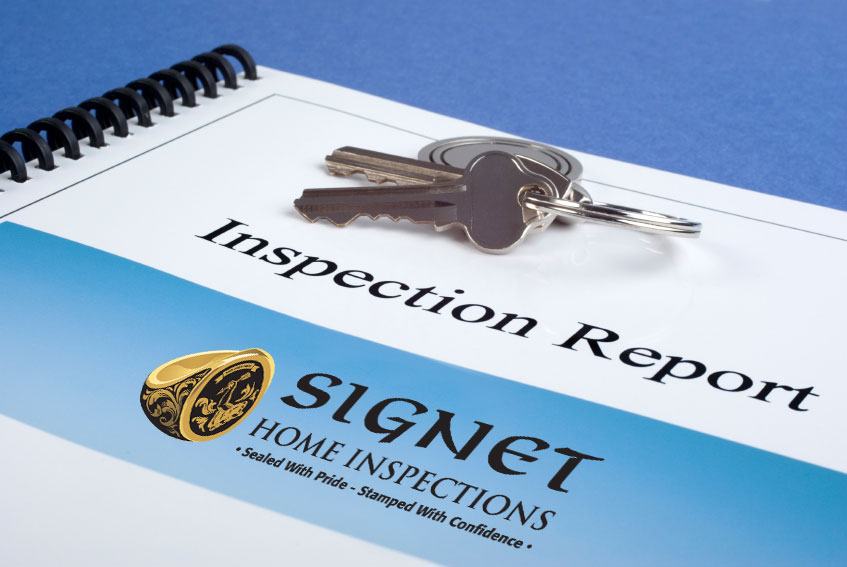 Inspection Report
SIGNET
HOME INSPECTIONS
• Sealed With Pride - Stamped With Confidence •